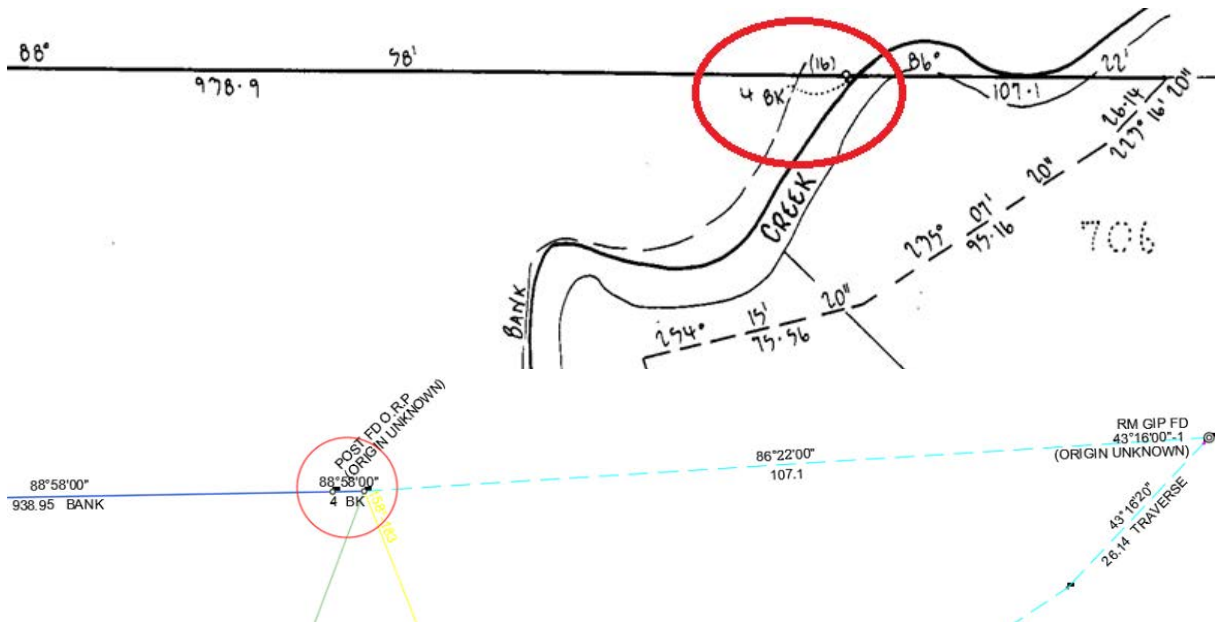 88° 58'
978.9
(16)
4 BK
86° 22'
107.1
26.14
223° 16' 20"
706
235° 07' 20"
95.16
CREEK
BANK
254° 15' 20"
75.56
POST FD O.R.P
(ORIGIN UNKNOWN)
88°58'00"
938.95 BANK
88°58'00"
4 BK
86°22'00"
107.1
RM GIP FD
43°16'00"-1
(ORIGIN UNKNOWN)
43°16'20"
26.14 TRAVERSE